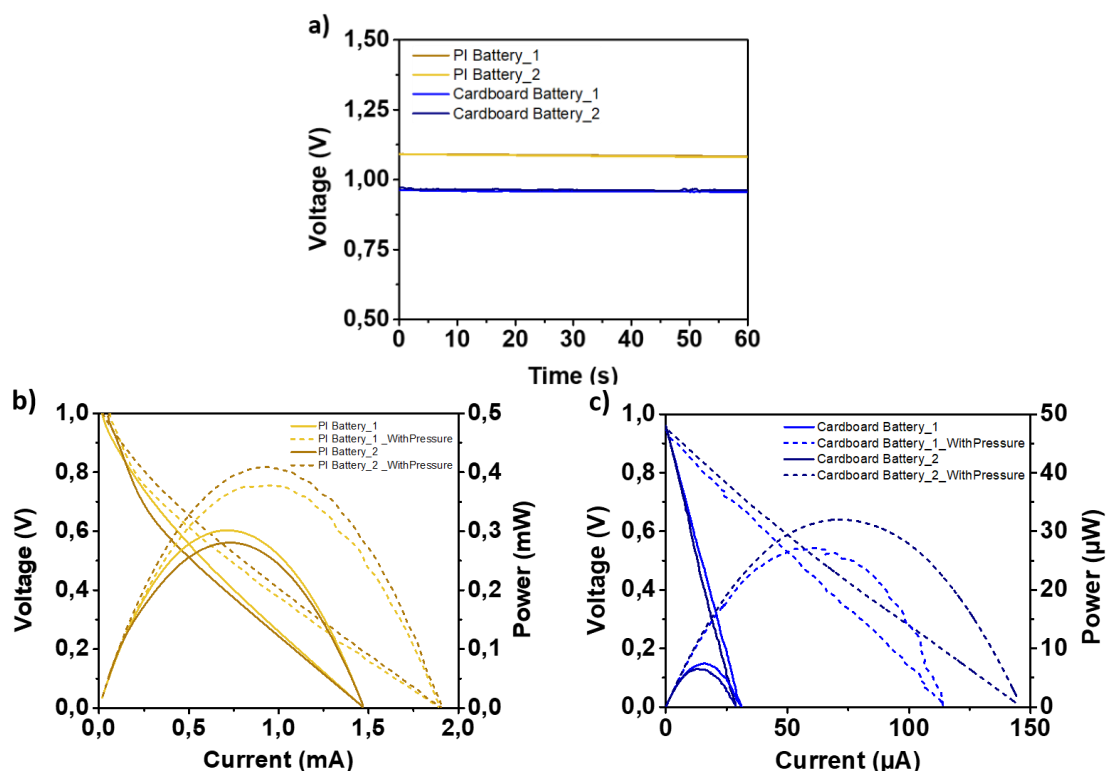 a)
1,50
1,25
1,00
0,75
0,50
Voltage (V)
PI Battery_1
PI Battery_2
Cardboard Battery_1
Cardboard Battery_2
0 10 20 30 40 50 60
Time (s)
b)
1,0
0,8
0,6
0,4
0,2
0,0
Voltage (V)
PI Battery_1
PI Battery_1 _WithPressure
PI Battery_2
PI Battery_2 _WithPressure
0,5
0,4
0,3
0,2
0,1
0,0
Power (mW)
0,0 0,5 1,0 1,5 2,0
Current (mA)
c)
1,0
0,8
0,6
0,4
0,2
0,0
Voltage (V)
Cardboard Battery_1
Cardboard Battery_1_WithPressure
Cardboard Battery_2
Cardboard Battery_2_WithPressure
50
40
30
20
10
0
Power (µW)
0 50 100 150
Current (µA)